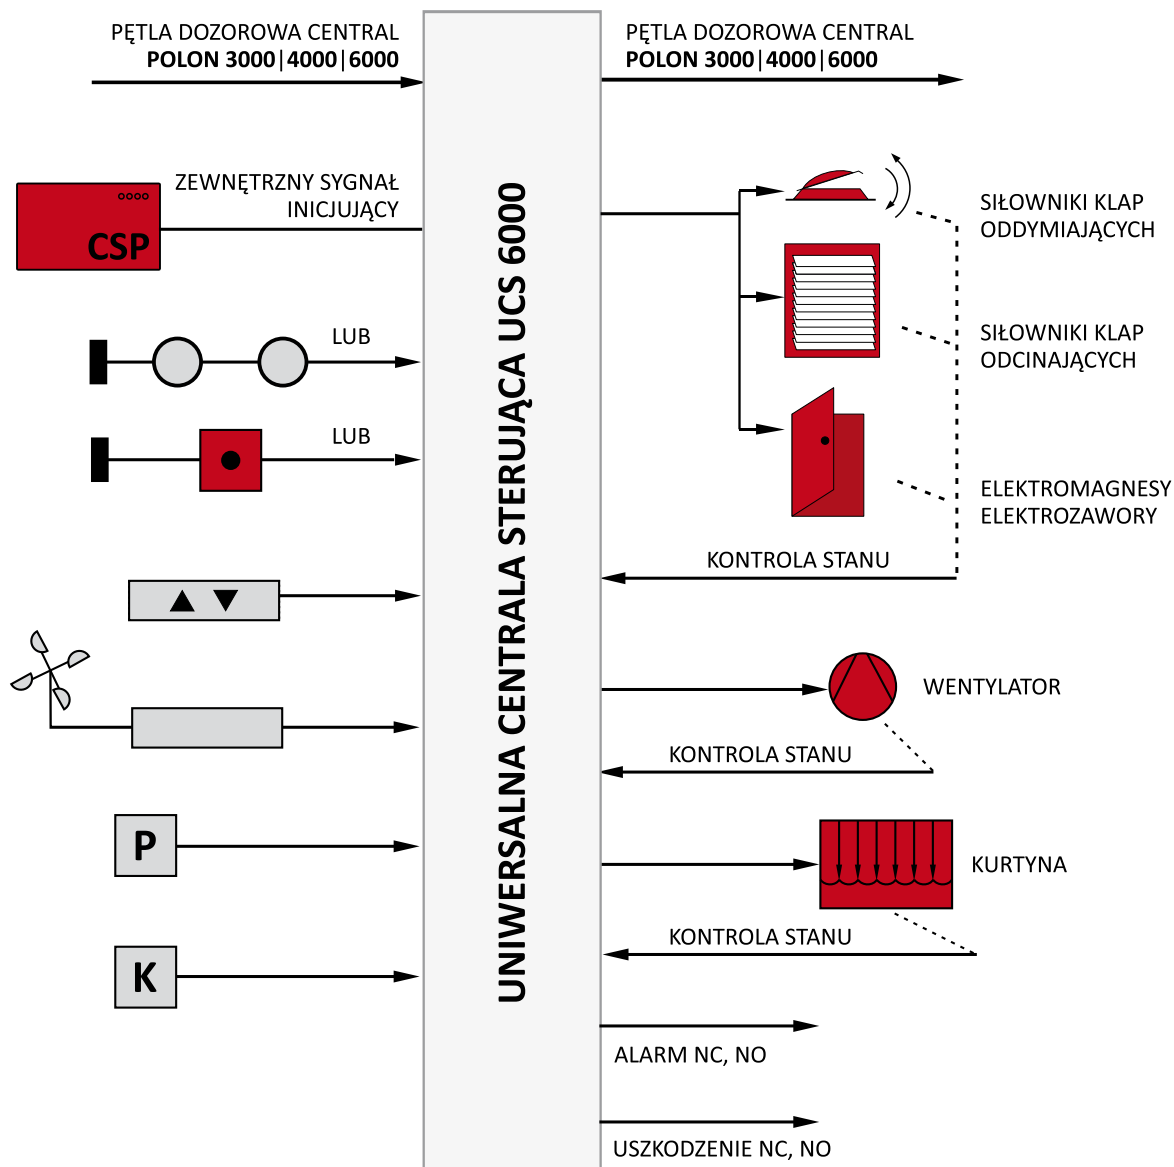 PĘTLA DOZOROWA CENTRAL
POLON 3000|4000|6000
ZEWNĘTRZNY SYGNAŁ
INICJUJĄCY
CSP
LUB
LUB
P
K
UNIWERSALNA CENTRALA STERUJĄCA UCS 6000
PĘTLA DOZOROWA CENTRAL
POLON 3000|4000|6000
SIŁOWNIKI KLAP
ODDYMIAJĄCYCH
SIŁOWNIKI KLAP
ODCINAJĄCYCH
ELEKTROMAGNESY
ELEKTROZAWORY
KONTROLA STANU
WENTYLATOR
KONTROLA STANU
KURTYNA
KONTROLA STANU
ALARM NC, NO
USZKODZENIE NC, NO